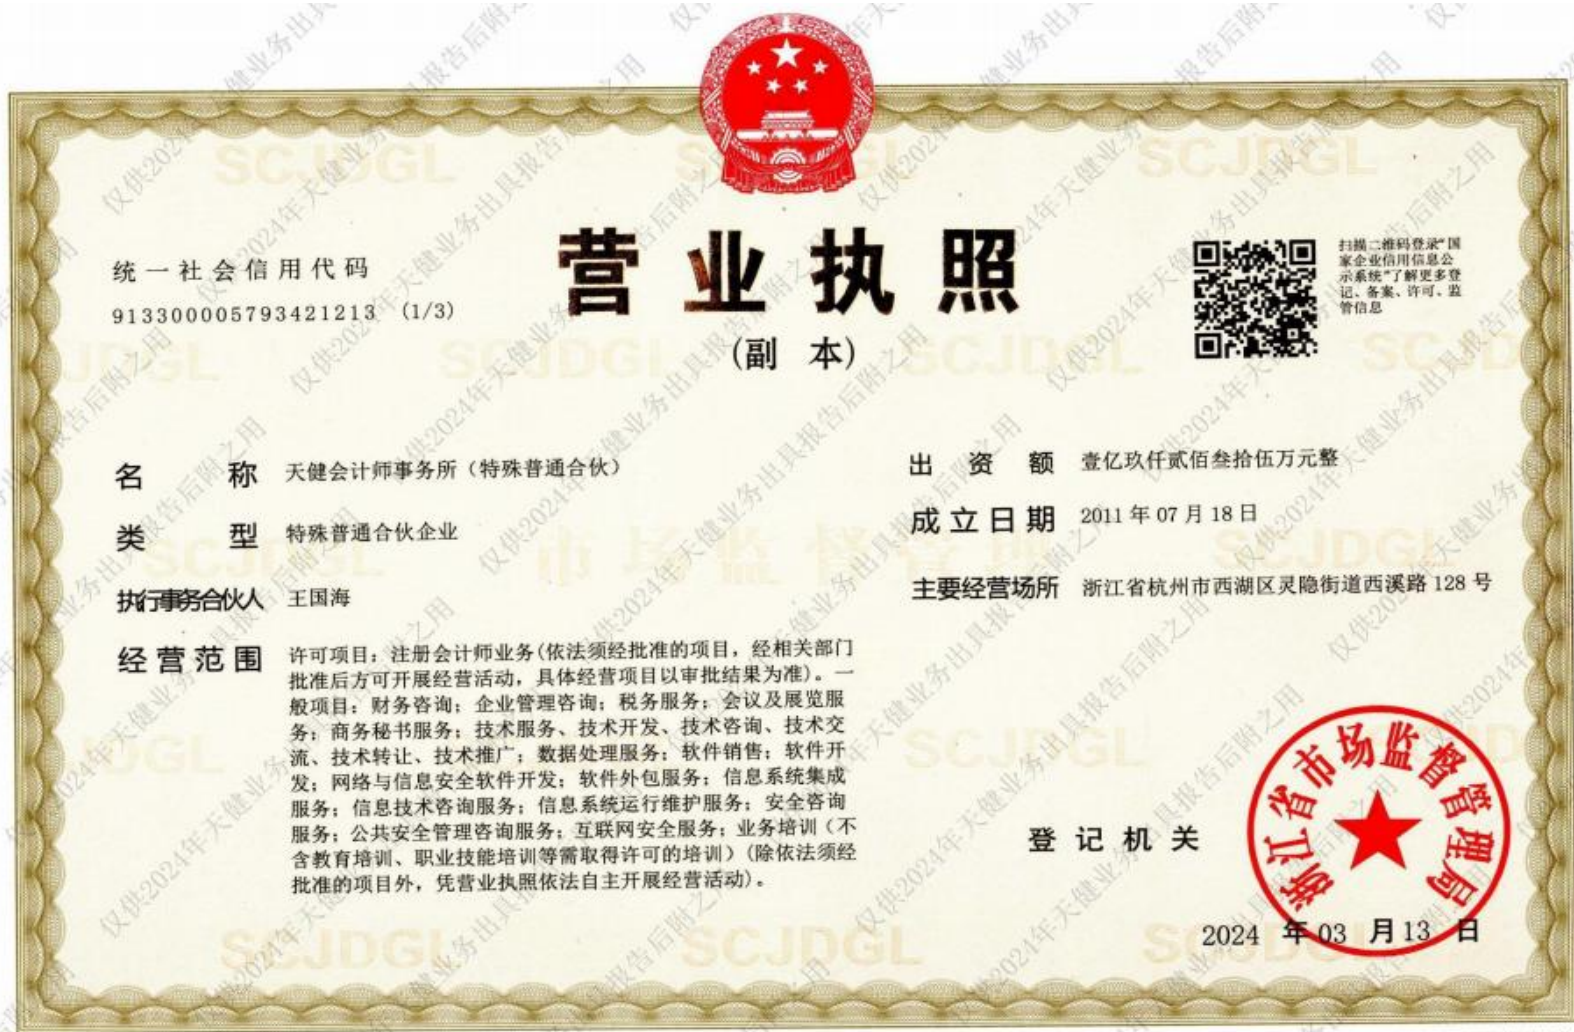 营业执照
(副 本)
统一社会信用代码
913300005793421213 (1/3)
扫描二维码登录“国
家企业信用信息公
示系统”了解更多登
记、备案、许可、监
管信息
名 称 天健会计师事务所（特殊普通合伙）
类 型 特殊普通合伙企业
执行事务合伙人 王国海
经营范围 许可项目：注册会计师业务(依法须经批准的项目，经相关部门
批准后方可开展经营活动，具体经营项目以审批结果为准)。一
般项目：财务咨询；企业管理咨询；税务服务；会议及展览服
务；商务秘书服务；技术服务、技术开发、技术咨询、技术交
流、技术转让、技术推广；数据处理服务；软件销售；软件开
发；网络与信息安全软件开发；软件外包服务；信息系统集成
服务；信息技术咨询服务；信息系统运行维护服务；安全咨询
服务；公共安全管理咨询服务；互联网安全服务；业务培训（不
含教育培训、职业技能培训等需取得许可的培训）(除依法须经
批准的项目外，凭营业执照依法自主开展经营活动)。
出 资 额 壹亿玖仟贰佰叁拾伍万元整
成立日期 2011 年 07 月 18 日
主要经营场所 浙江省杭州市西湖区灵隐街道西溪路 128 号
登记机关
浙江省市场监督管理局
2024 年 03 月 13 日
SCJDGL
市场监督管理
仅供2024年天健业务出具报告后附之用